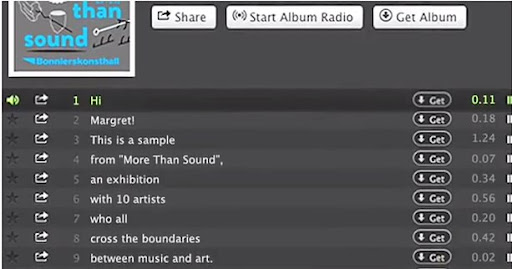 than
sound
Bonnierskonsthall
Share
Start Album Radio
Get Album
1 Hi Get 0.11
2 Margret! Get 0.18
3 This is a sample Get 1.24
4 from "More Than Sound", Get 0.07
5 an exhibition Get 0.34
6 with 10 artists Get 0.56
7 who all Get 0.20
8 cross the boundaries Get 0.42
9 between music and art. Get 0.02